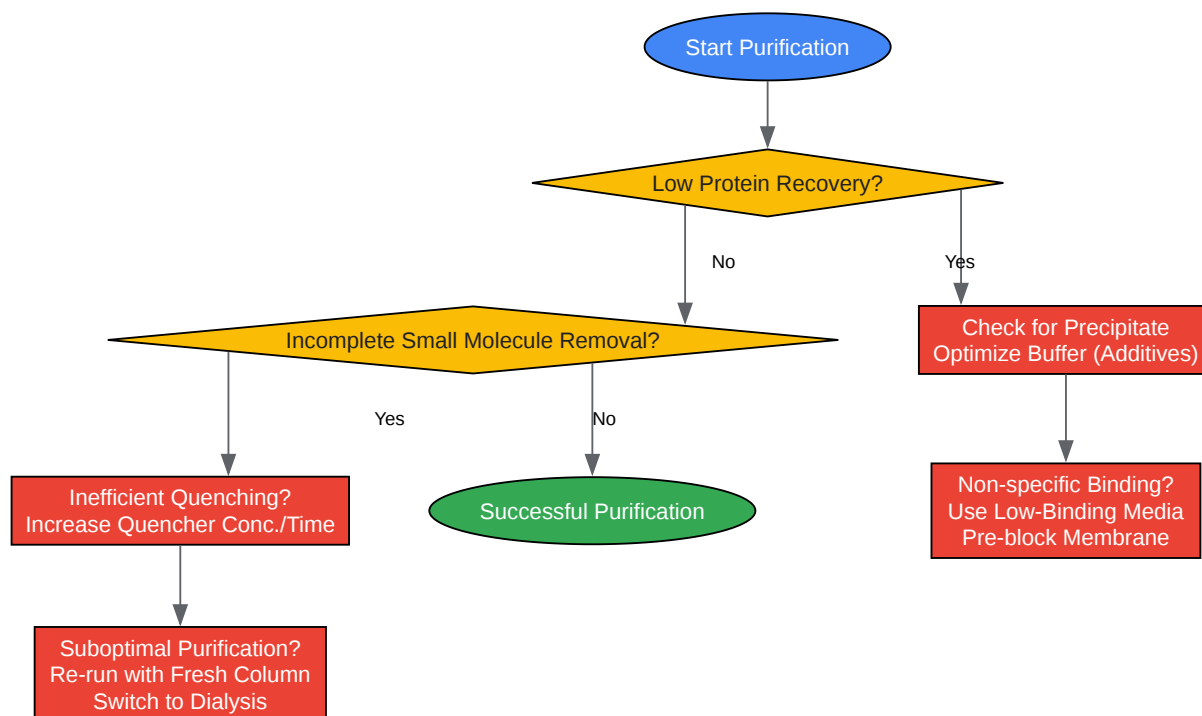 Start Purification
Low Protein Recovery?
No
Yes
Incomplete Small Molecule Removal?
Check for Precipitate
Optimize Buffer (Additives)
Yes
No
Inefficient Quenching?
Increase Quencher Conc./Time
Successful Purification
Non-specific Binding?
Use Low-Binding Media
Pre-block Membrane
Suboptimal Purification?
Re-run with Fresh Column
Switch to Dialysis